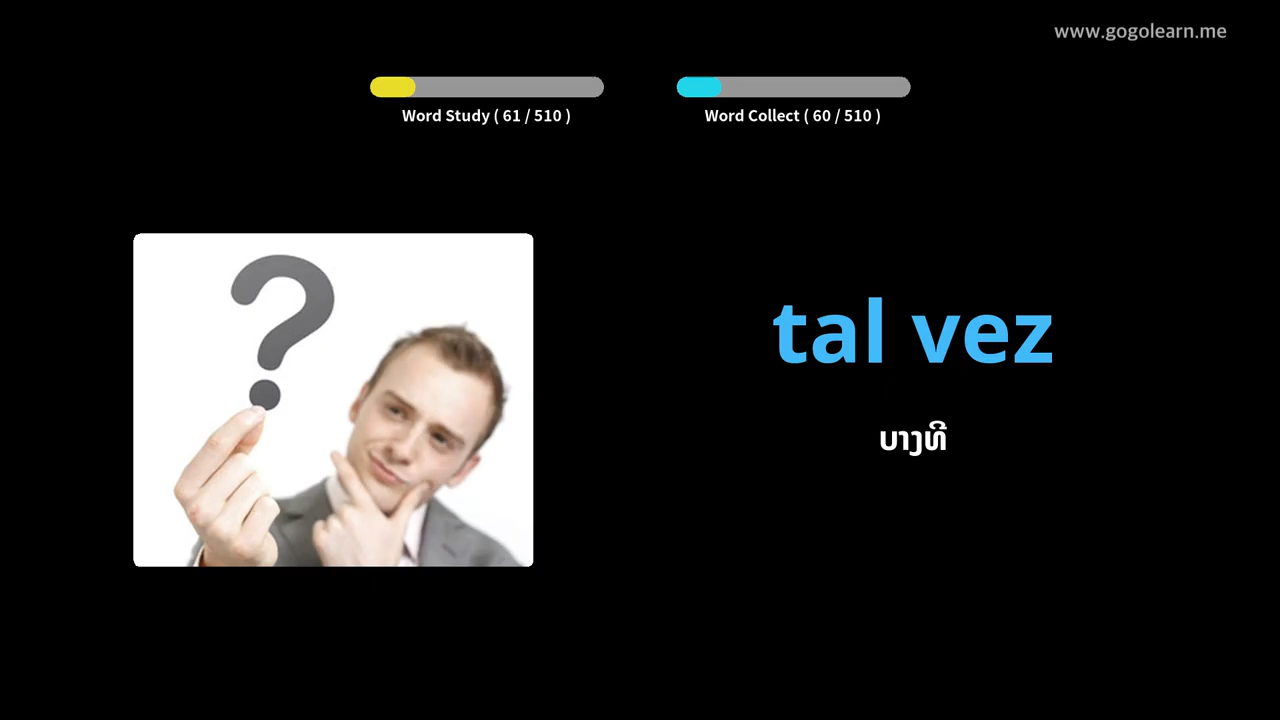 www.gogolearn.me
Word Study ( 61 / 510 )
Word Collect ( 60 / 510 )
?
tal vez
ບາງທີ